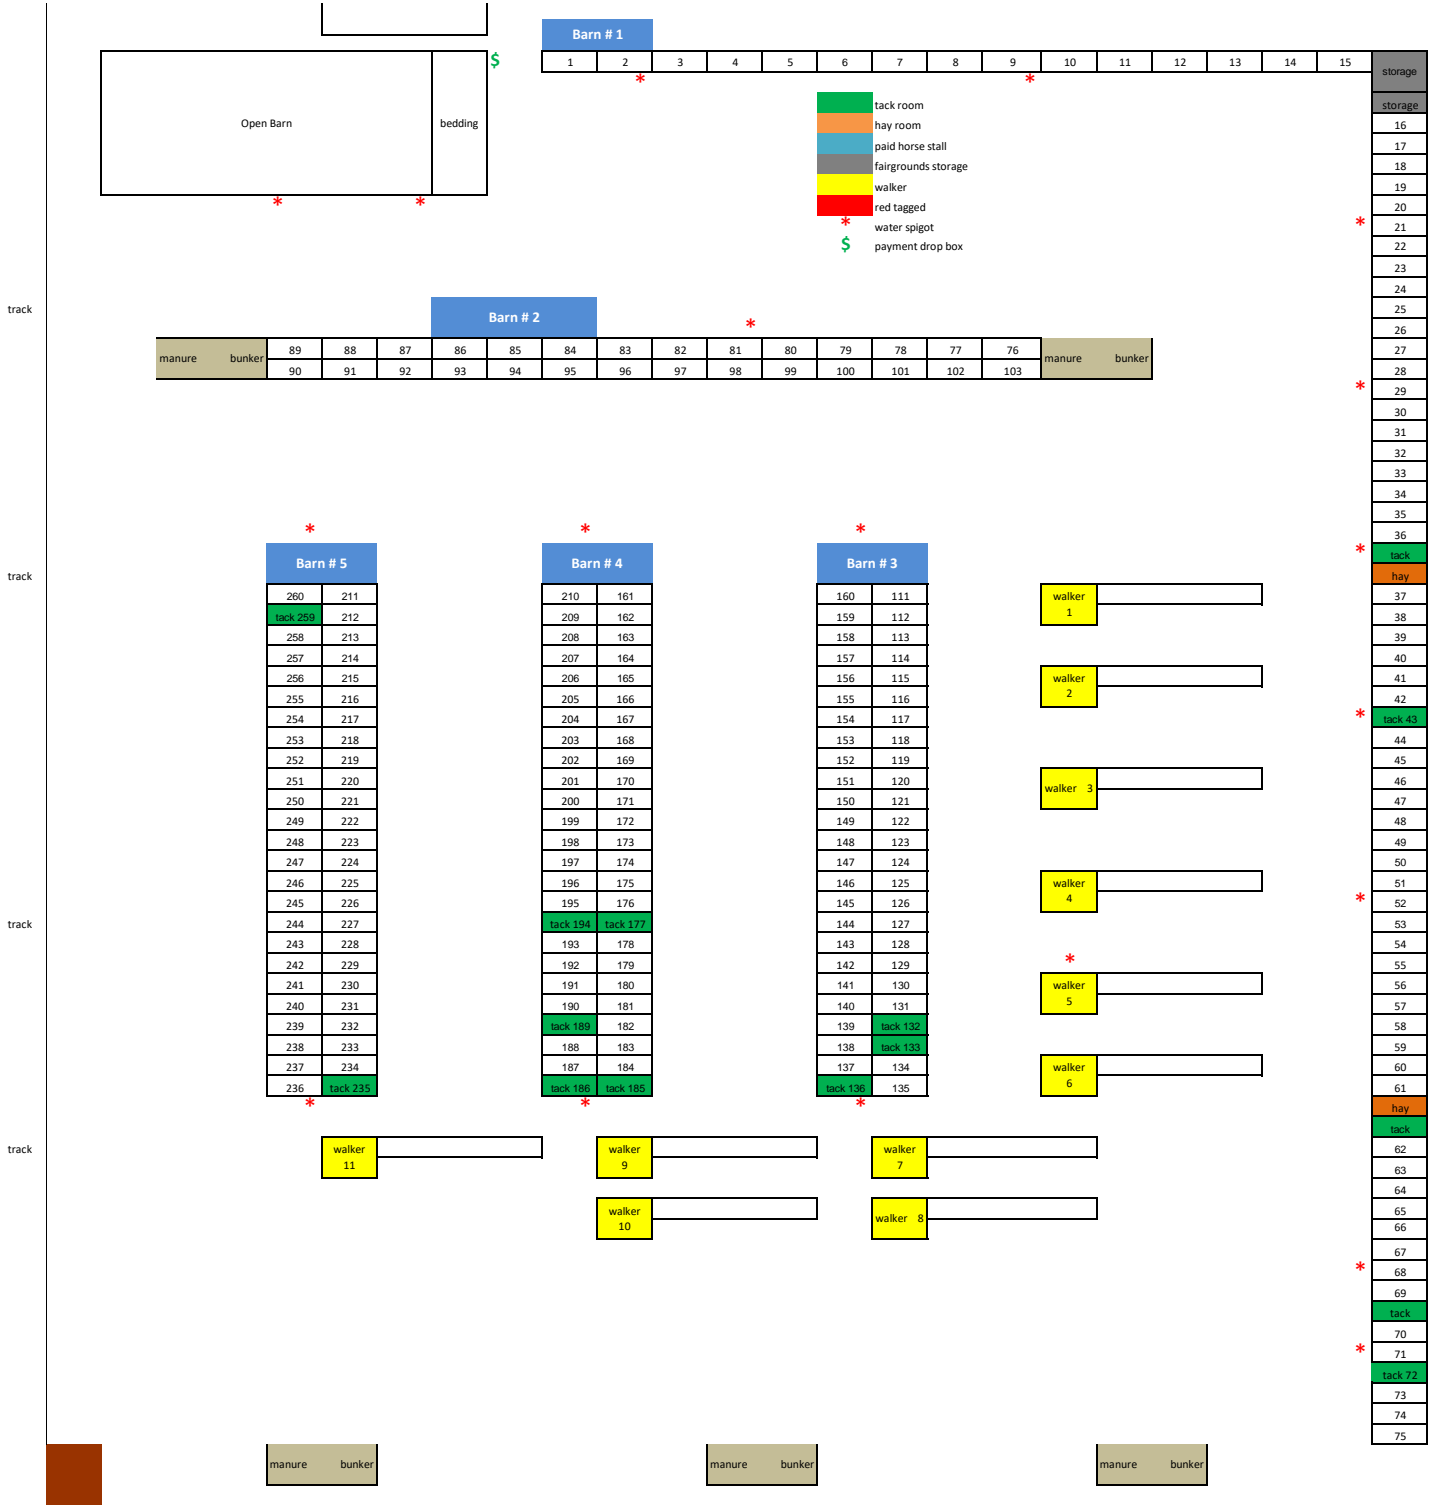 Barn # 1
$
1 2 3 4 5 6 7 8 9 10 11 12 13 14 15 storage
* *
tack room storage
Open Barn bedding hay room 16
paid horse stall 17
fairgrounds storage 18
walker 19
* * red tagged 20
* water spigot * 21
$ payment drop box 22
23
24
track 25
Barn # 2 * 26
manure bunker 89 88 87 86 85 84 83 82 81 80 79 78 77 76 manure bunker 27
90 91 92 93 94 95 96 97 98 99 100 101 102 103 28
* 29
30
31
32
33
34
35
* * * 36
Barn # 5 Barn # 4 Barn # 3 * tack
track hay
260 211 210 161 160 111 walker 1 37
tack 259 212 209 162 159 112 38
258 213 208 163 158 113 39
257 214 207 164 157 114 40
256 215 206 165 156 115 walker 2 41
255 216 205 166 155 116 42
254 217 204 167 154 117 * tack 43
253 218 203 168 153 118 44
252 219 202 169 152 119 45
251 220 201 170 151 120 walker 3 46
250 221 200 171 150 121 47
249 222 199 172 149 122 48
248 223 198 173 148 123 49
247 224 197 174 147 124 50
246 225 196 175 146 125 walker 4 51
245 226 195 176 145 126 * 52
track 244 227 tack 194 tack 177 144 127 53
243 228 193 178 143 128 54
242 229 192 179 142 129 * 55
241 230 191 180 141 130 walker 5 56
240 231 190 181 140 131 57
239 232 tack 189 182 139 tack 132 58
238 233 188 183 138 tack 133 59
237 234 187 184 137 134 walker 6 60
236 tack 235 tack 186 tack 185 tack 136 135 61
* * * hay
tack
track walker 11 walker 9 walker 7 62
63
64
walker 10 walker 8 65
66
67
* 68
69
tack
70
* 71
tack 72
73
74
75
manure bunker manure bunker manure bunker